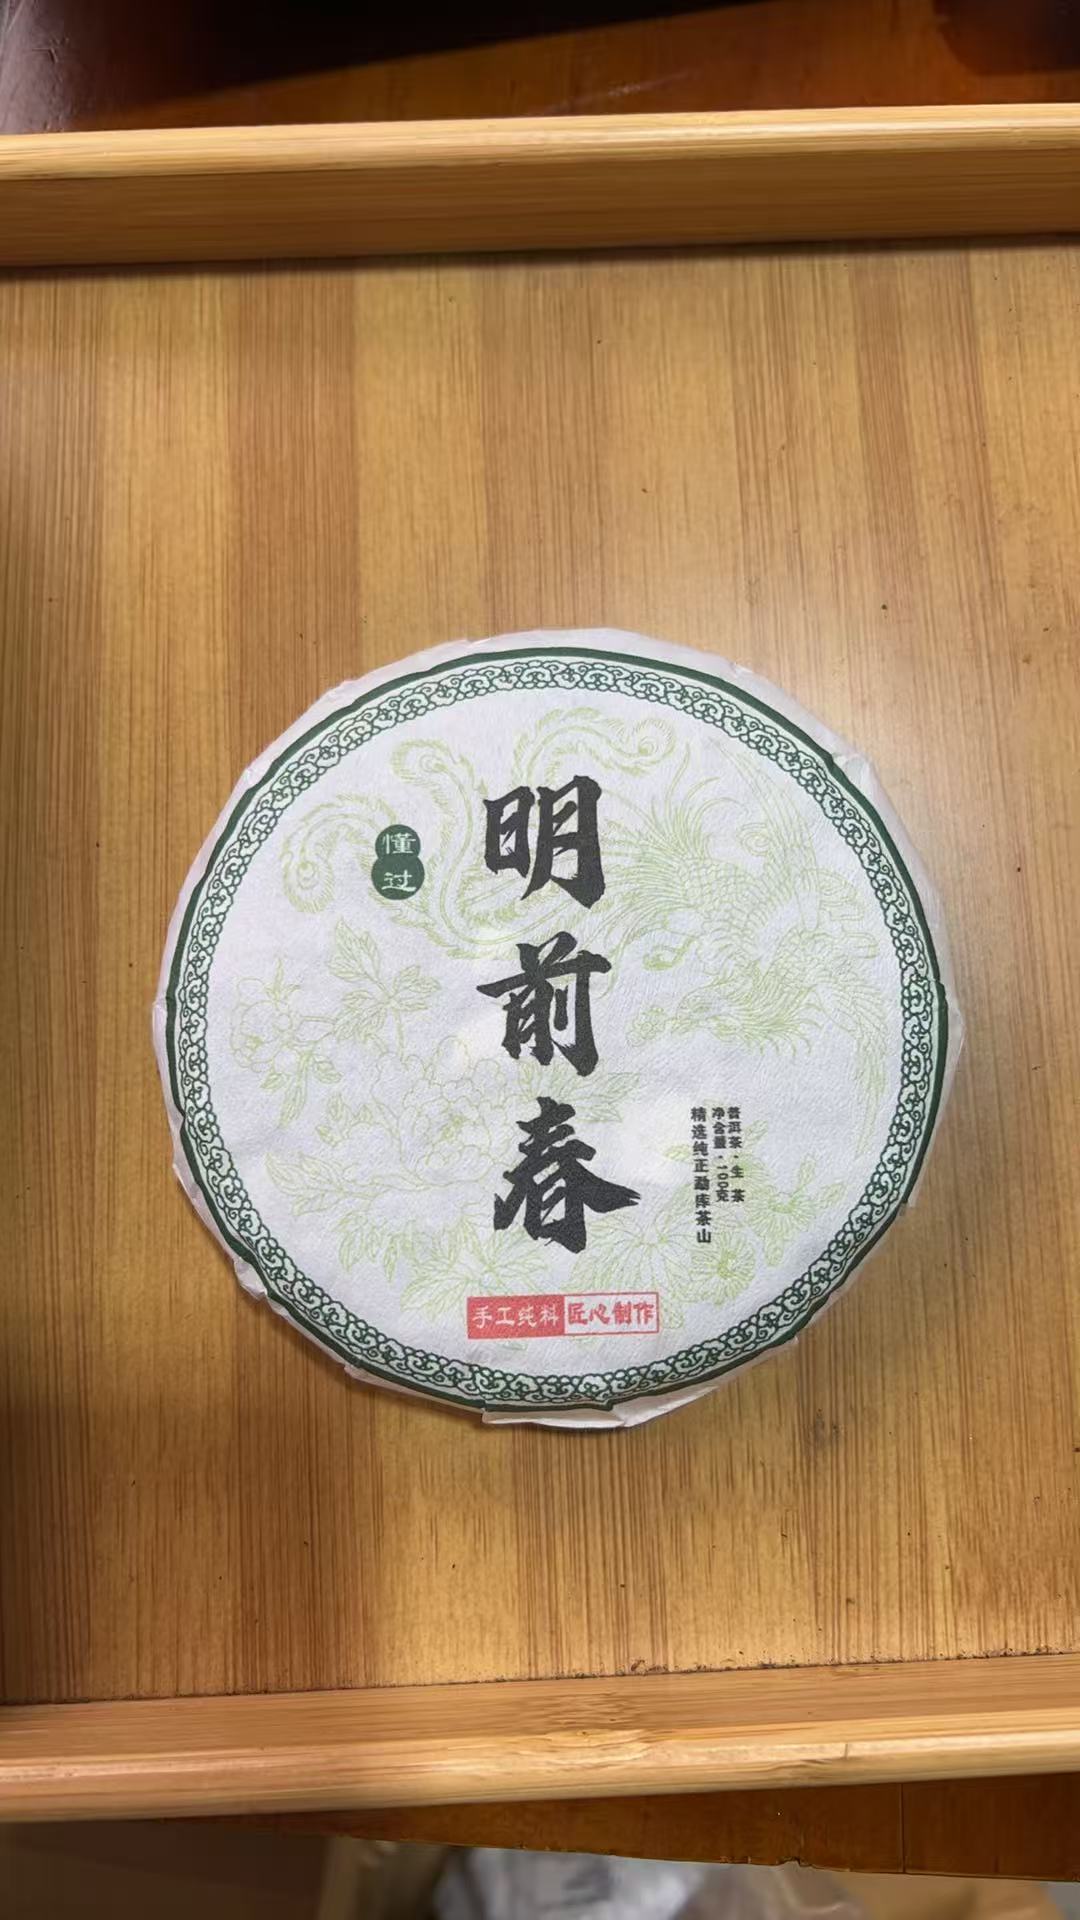 懂过
明前春
普洱茶·生茶
净含量·100克
精选纯正勐库茶山
手工纯料 匠心制作